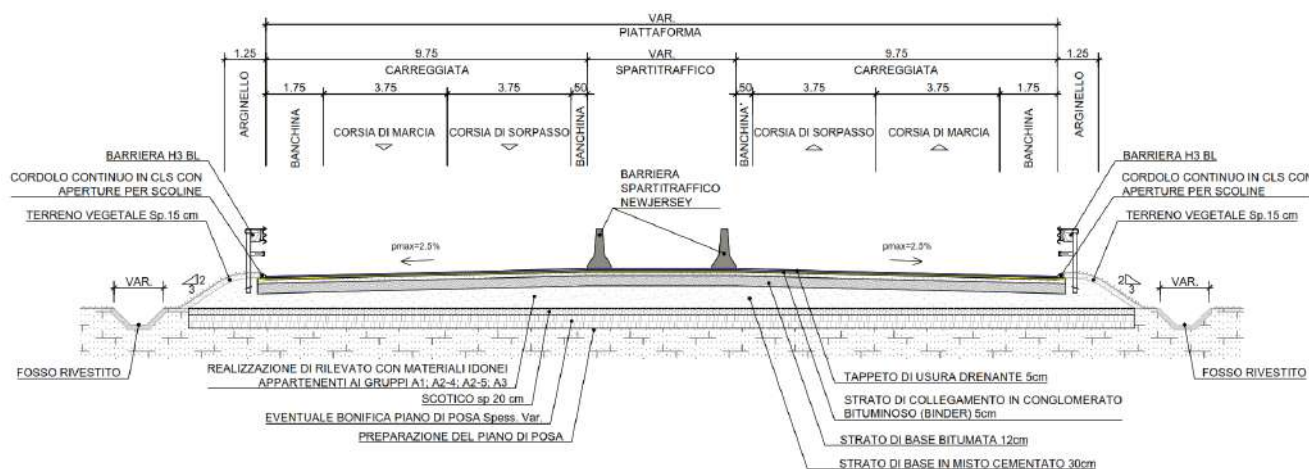 VAR.
PIATTAFORMA
1.25
9.75
VAR.
9.75
1.25
CARREGGIATA
SPARTITRAFFICO
CARREGGIATA
1.75
3.75
3.75
50
50
3.75
3.75
1.75
ARGINELLO
BANCHINA
CORSIA DI MARCIA
CORSIA DI SORPASSO
BANCHINA
BANCHINA*
CORSIA DI SORPASSO
CORSIA DI MARCIA
BANCHINA
ARGINELLO
BARRIERA H3 BL
CORDOLO CONTINUO IN CLS CON
APERTURE PER SCOLINE
TERRENO VEGETALE Sp.15 cm
BARRIERA
SPARTITRAFFICO
NEWJERSEY
BARRIERA H3 BL
CORDOLO CONTINUO IN CLS CON
APERTURE PER SCOLINE
TERRENO VEGETALE Sp.15 cm
pmax=2.5%
pmax=2.5%
VAR.
2
3
2
3
VAR.
FOSSO RIVESTITO
REALIZZAZIONE DI RILEVATO CON MATERIALI IDONEI
APPARTENENTI AI GRUPPI A1; A2-4; A2-5; A3
SCOTICO sp 20 cm
EVENTUALE BONIFICA PIANO DI POSA Spess. Var.
PREPARAZIONE DEL PIANO DI POSA
TAPPETO DI USURA DRENANTE 5cm
STRATO DI COLLEGAMENTO IN CONGLOMERATO
BITUMINOSO (BINDER) 5cm
STRATO DI BASE BITUMATA 12cm
STRATO DI BASE IN MISTO CEMENTATO 30cm
FOSSO RIVESTITO